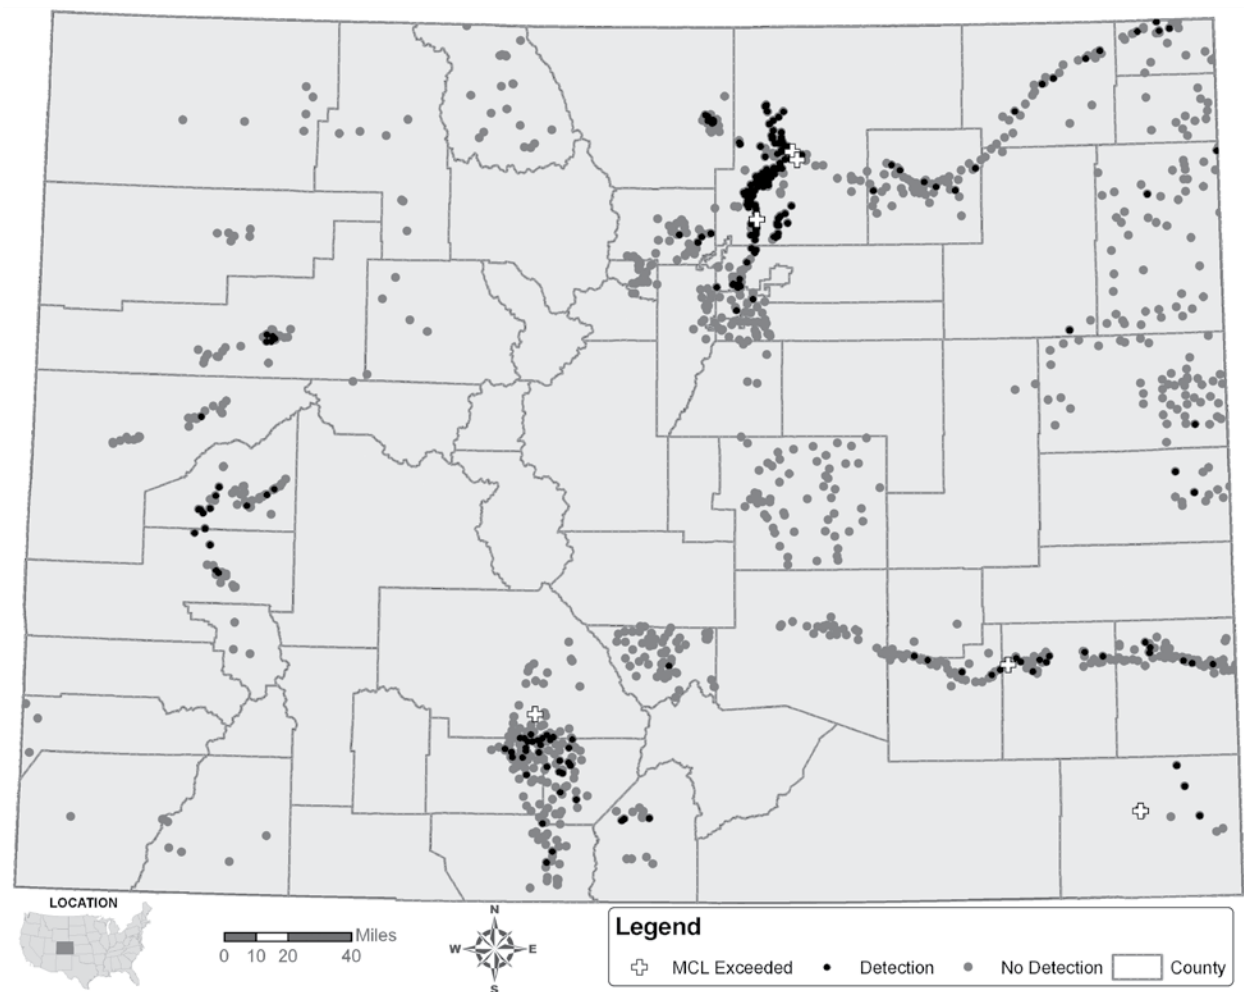 LOCATION
Miles
0 10 20 40
N
W E
S
Legend
MCL Exceeded Detection No Detection County